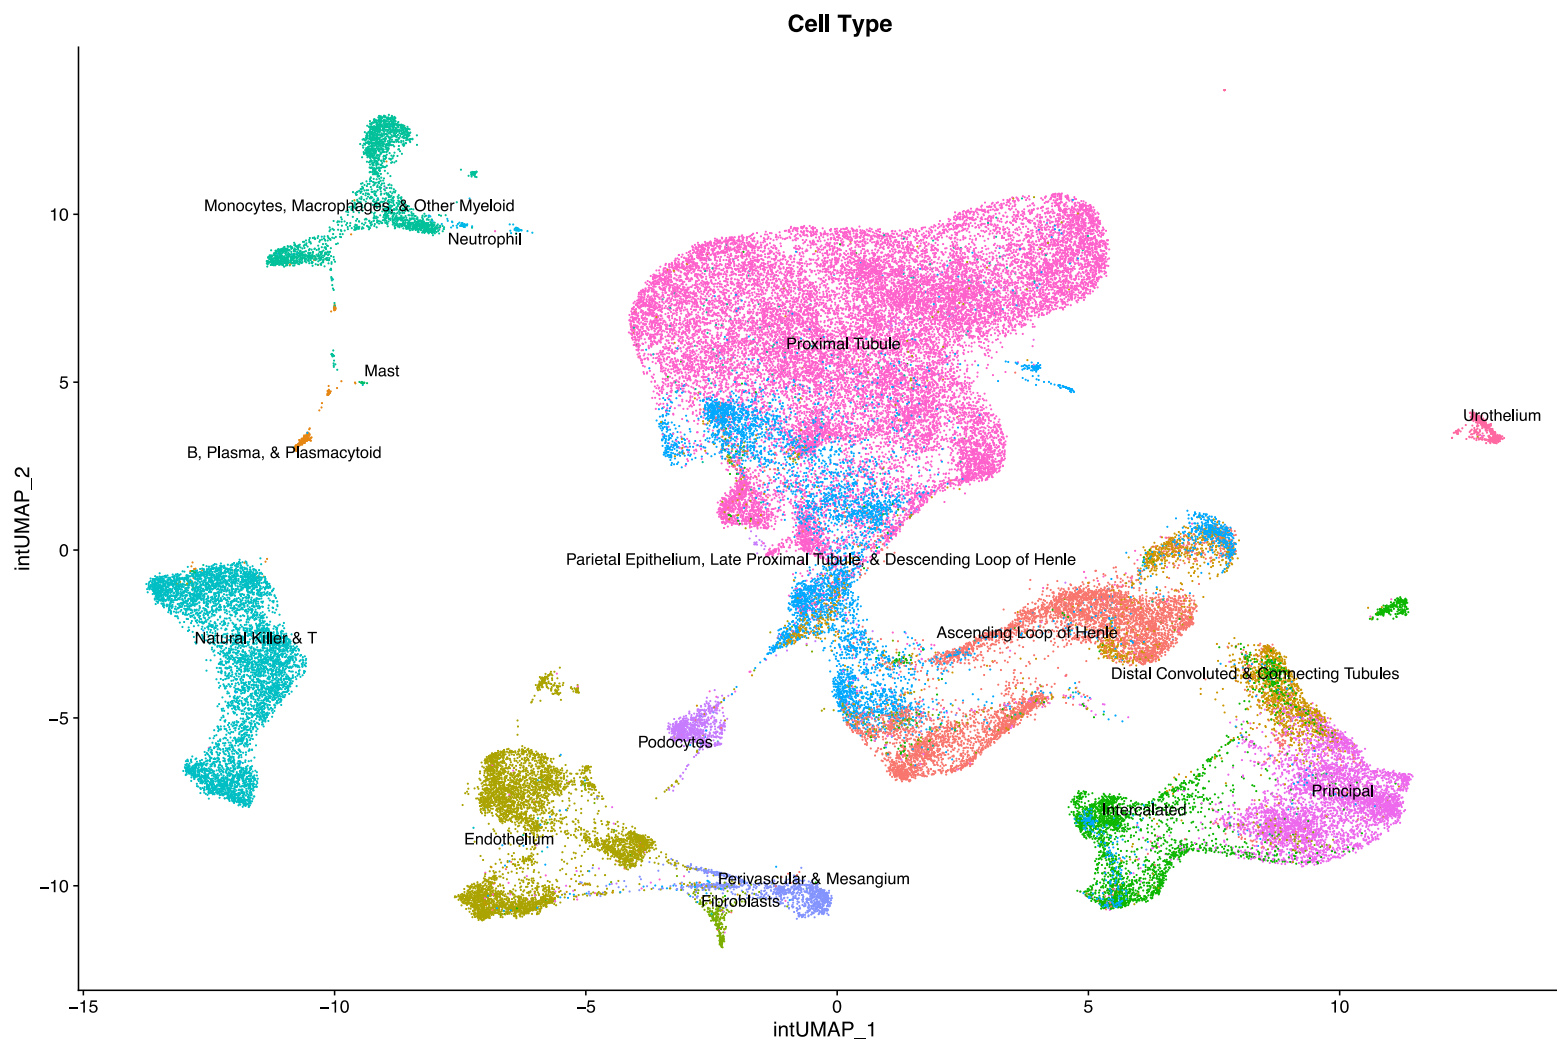 Cell Type
Monocytes, Macrophages, & Other Myeloid
Neutrophil
Proximal Tubule
Mast
Urothelium
B, Plasma, & Plasmacytoid
Parietal Epithelium, Late Proximal Tubule, & Descending Loop of Henle
Natural Killer & T
Ascending Loop of Henle
Distal Convoluted & Connecting Tubules
Podocytes
Principal
Intercalated
Endothelium
Perivascular & Mesangium
Fibroblasts
10
5
0
−5
−10
intUMAP_2
−15
−10
−5
0
5
10
intUMAP_1